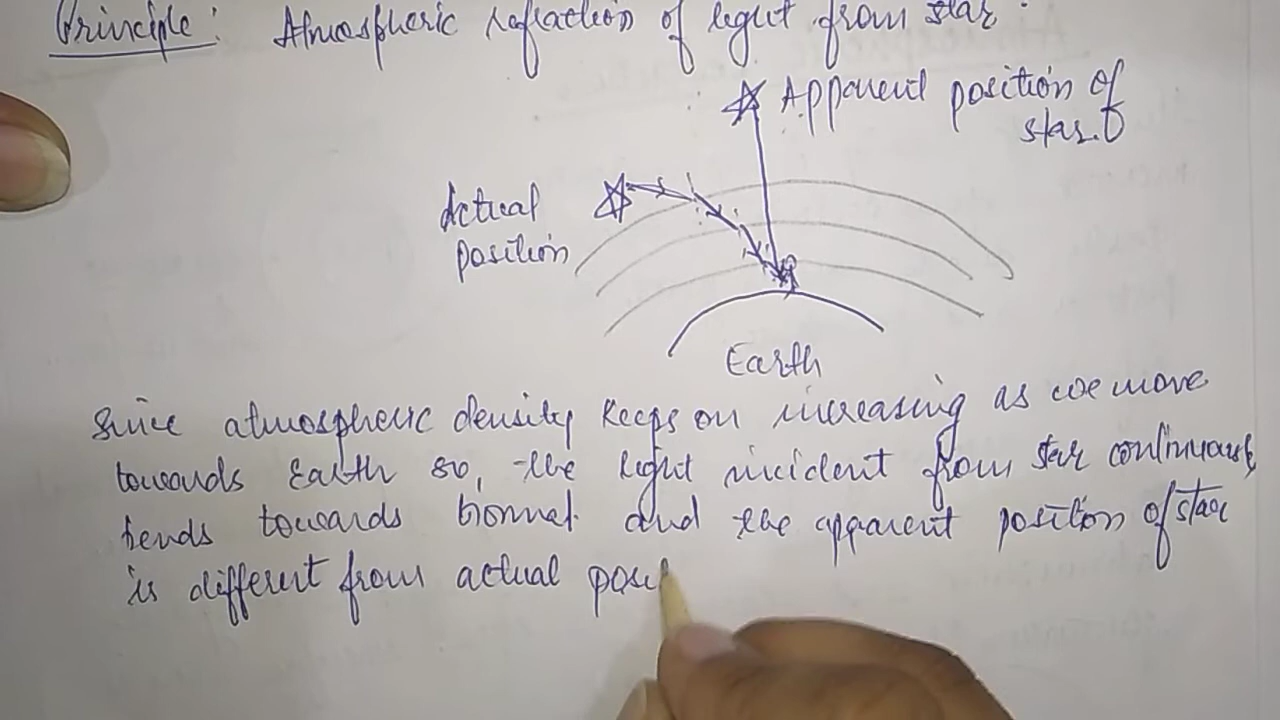 Principle: Atmospheric refraction of light from star.
Apparent position of
star.
Actual
position
Earth
Since atmospheric density keeps on increasing as we move
towards Earth so, the light incident from star continuously
bends towards normal and the apparent position of star
is different from actual posi